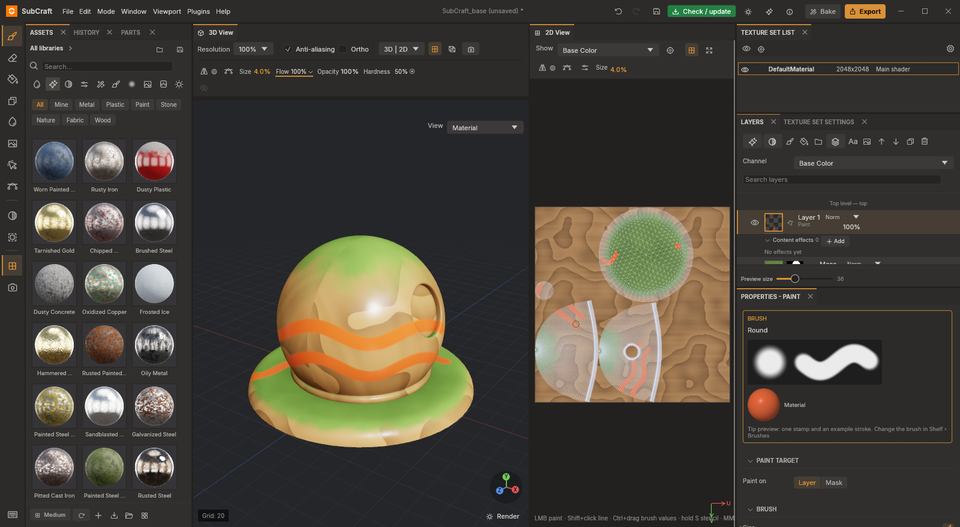 SubCraft
File Edit Mode Window Viewport Plugins Help
SubCraft_base (unsaved) *
Check / update
Bake
Export
ASSETS
HISTORY
PARTS
All libraries
Search...
All Mine Metal Plastic Paint Stone
Nature Fabric Wood
Worn Painted ... Rusty Iron Dusty Plastic
Tarnished Gold Chipped ... Brushed Steel
Dusty Concrete Oxidized Copper Frosted Ice
Hammered ... Rusted Painted... Oily Metal
Painted Steel ... Sandblasted ... Galvanized Steel
Pitted Cast Iron Painted Steel ... Rusted Steel
Medium
3D View
Resolution 100% Anti-aliasing Ortho 3D | 2D
Size 4.0% Flow 100% Opacity 100% Hardness 50%
View Material
Grid: 20
Y
Z
X
Render
2D View
Show Base Color
Size 4.0%
U
LMB paint · Shift+click line · Ctrl+drag brush values · hold S stencil · MM
TEXTURE SET LIST
DefaultMaterial 2048x2048 Main shader
LAYERS
TEXTURE SET SETTINGS
Aa
Channel Base Color
Search layers
Top level — top
Layer 1 Norm
Paint 100%
Content effects 0 + Add
No effects yet
Norm
Preview size 36
PROPERTIES - PAINT
BRUSH
Round
Material
Tip preview: one stamp and an example stroke. Change the brush in Shelf ›
Brushes
PAINT TARGET
Paint on Layer Mask
BRUSH